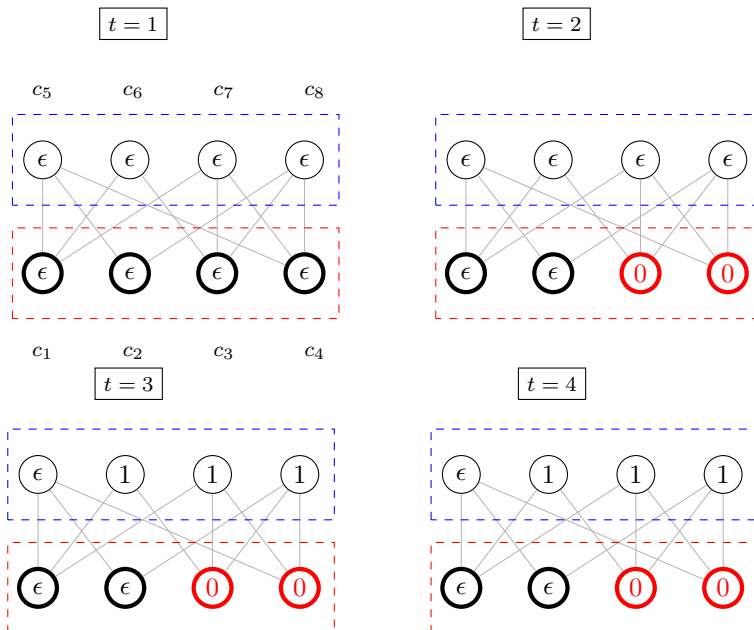 t = 1 t = 2
c5 c6 c7 c8
ϵ ϵ ϵ ϵ ϵ ϵ ϵ ϵ
ϵ ϵ ϵ ϵ ϵ ϵ 0 0
c1 c2 c3 c4
t = 3 t = 4
ϵ 1 1 1 ϵ 1 1 1
ϵ ϵ 0 0 ϵ ϵ 0 0